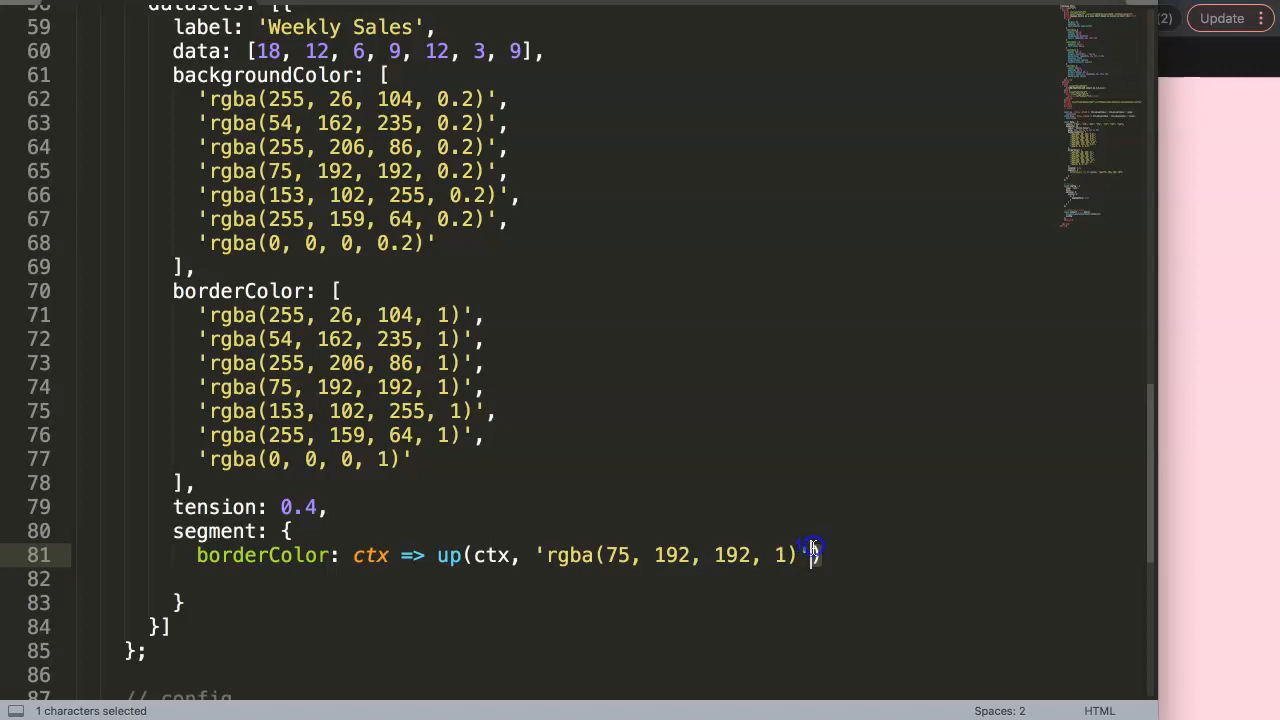 58 datasets: [{
59 label: 'Weekly Sales',
60 data: [18, 12, 6, 9, 12, 3, 9],
61 backgroundColor: [
62 'rgba(255, 26, 104, 0.2)',
63 'rgba(54, 162, 235, 0.2)',
64 'rgba(255, 206, 86, 0.2)',
65 'rgba(75, 192, 192, 0.2)',
66 'rgba(153, 102, 255, 0.2)',
67 'rgba(255, 159, 64, 0.2)',
68 'rgba(0, 0, 0, 0.2)'
69 ],
70 borderColor: [
71 'rgba(255, 26, 104, 1)',
72 'rgba(54, 162, 235, 1)',
73 'rgba(255, 206, 86, 1)',
74 'rgba(75, 192, 192, 1)',
75 'rgba(153, 102, 255, 1)',
76 'rgba(255, 159, 64, 1)',
77 'rgba(0, 0, 0, 1)'
78 ],
79 tension: 0.4,
80 segment: {
81 borderColor: ctx => up(ctx, 'rgba(75, 192, 192, 1)')
82
83 }
84 }]
85 };
86
87 // config
(2) Update
1 characters selected
Spaces: 2
HTML